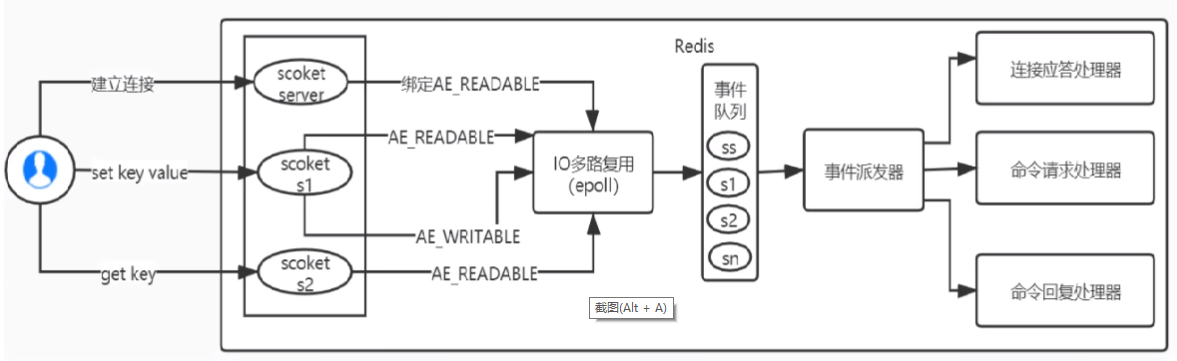 Redis
建立连接
scoket
server
绑定AE_READABLE
AE_READABLE
set key value
scoket
s1
AE_WRITABLE
get key
scoket
s2
AE_READABLE
IO多路复用
(epoll)
事件
队列
ss
s1
s2
sn
事件派发器
连接应答处理器
命令请求处理器
命令回复处理器
截图(Alt + A)